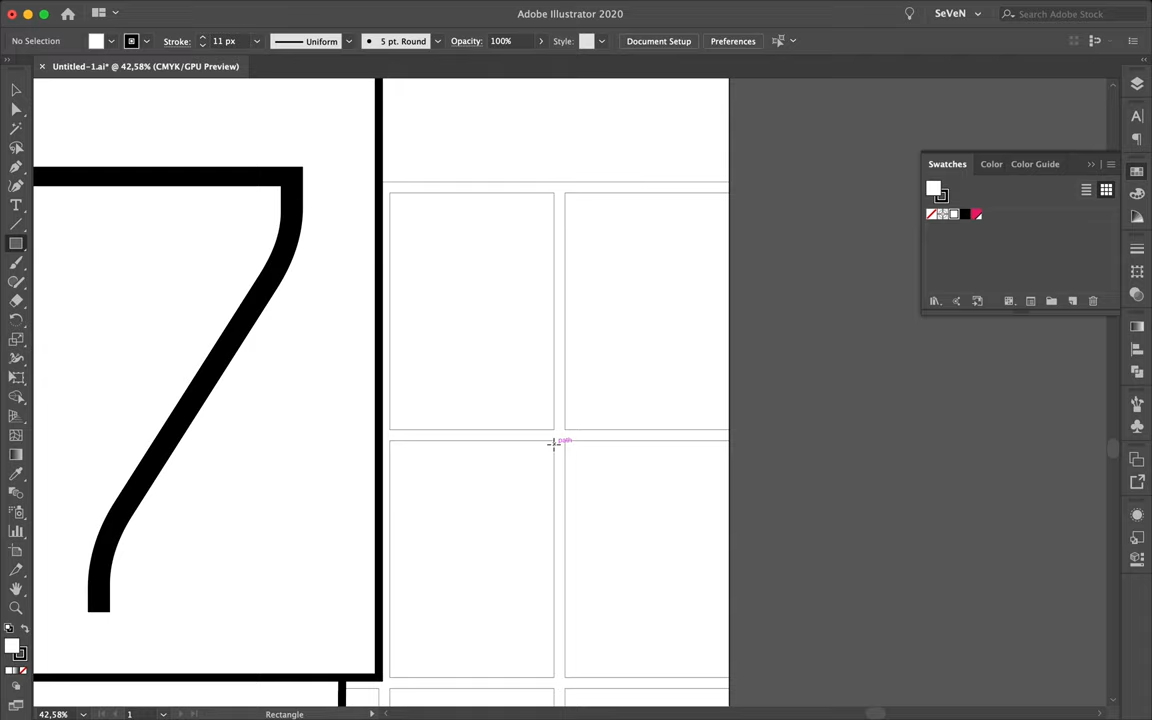 Adobe Illustrator 2020
SeVeN
Search Adobe Stock
No Selection
Stroke:
11 px
Uniform
5 pt. Round
Opacity:
100%
Style:
Document Setup
Preferences
Untitled-1.ai* @ 42,58% (CMYK/GPU Preview)
Swatches
Color
Color Guide
7
path
42,58%
1
Rectangle